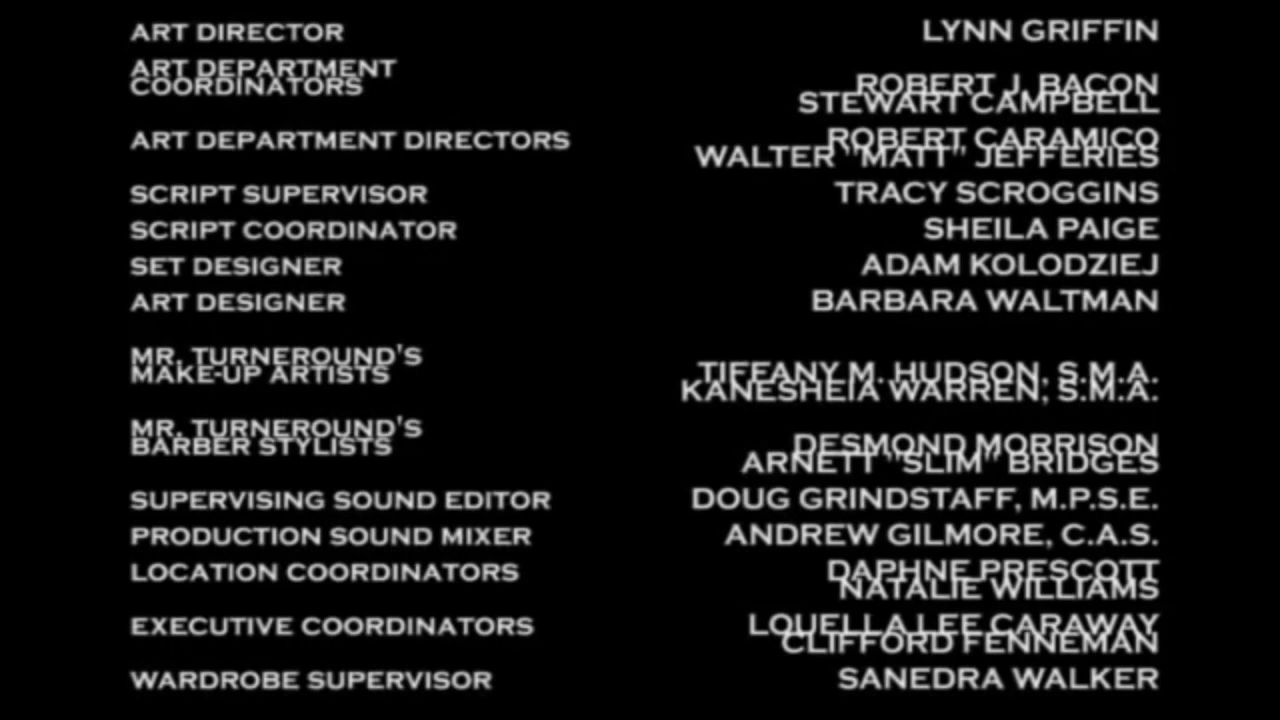 ART DIRECTOR LYNN GRIFFIN
ART DEPARTMENT
COORDINATORS ROBERT J. BACON
STEWART CAMPBELL
ART DEPARTMENT DIRECTORS ROBERT CARAMICO
WALTER "MATT" JEFFERIES
SCRIPT SUPERVISOR TRACY SCROGGINS
SCRIPT COORDINATOR SHEILA PAIGE
SET DESIGNER ADAM KOLODZIEJ
ART DESIGNER BARBARA WALTMAN
MR. TURNEROUND'S
MAKE-UP ARTISTS TIFFANY M. HUDSON, S.M.A.
KANESHEIA WARREN, S.M.A.
MR. TURNEROUND'S
BARBER STYLISTS DESMOND MORRISON
ARNETT "SLIM" BRIDGES
SUPERVISING SOUND EDITOR DOUG GRINDSTAFF, M.P.S.E.
PRODUCTION SOUND MIXER ANDREW GILMORE, C.A.S.
LOCATION COORDINATORS DAPHNE PRESCOTT
NATALIE WILLIAMS
EXECUTIVE COORDINATORS LOUELLA LEE CARAWAY
CLIFFORD FENNEMAN
WARDROBE SUPERVISOR SANEDRA WALKER